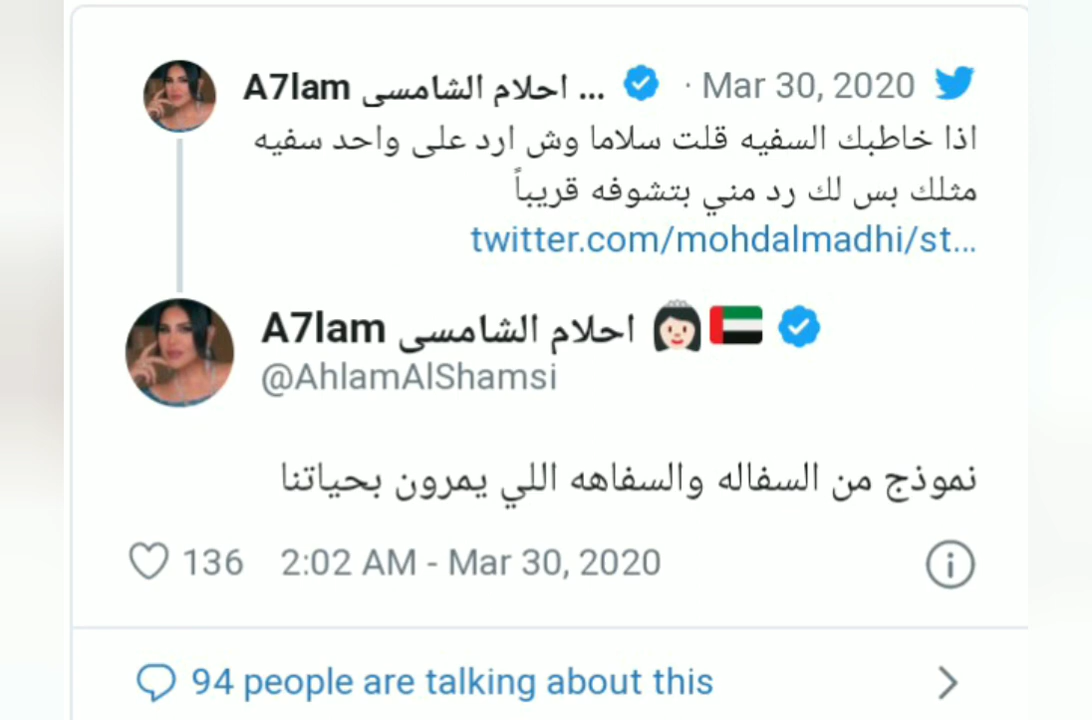 A7lam احلام الشامسى ... · Mar 30, 2020
اذا خاطبك السفيه قلت سلاما وش ارد على واحد سفيه
مثلك بس لك رد مني بتشوفه قريباً
twitter.com/mohdalmadhi/st...
A7lam احلام الشامسى 👸🏻🇦🇪
@AhlamAlShamsi
نموذج من السفاله والسفاهه اللي يمرون بحياتنا
136 2:02 AM - Mar 30, 2020
94 people are talking about this